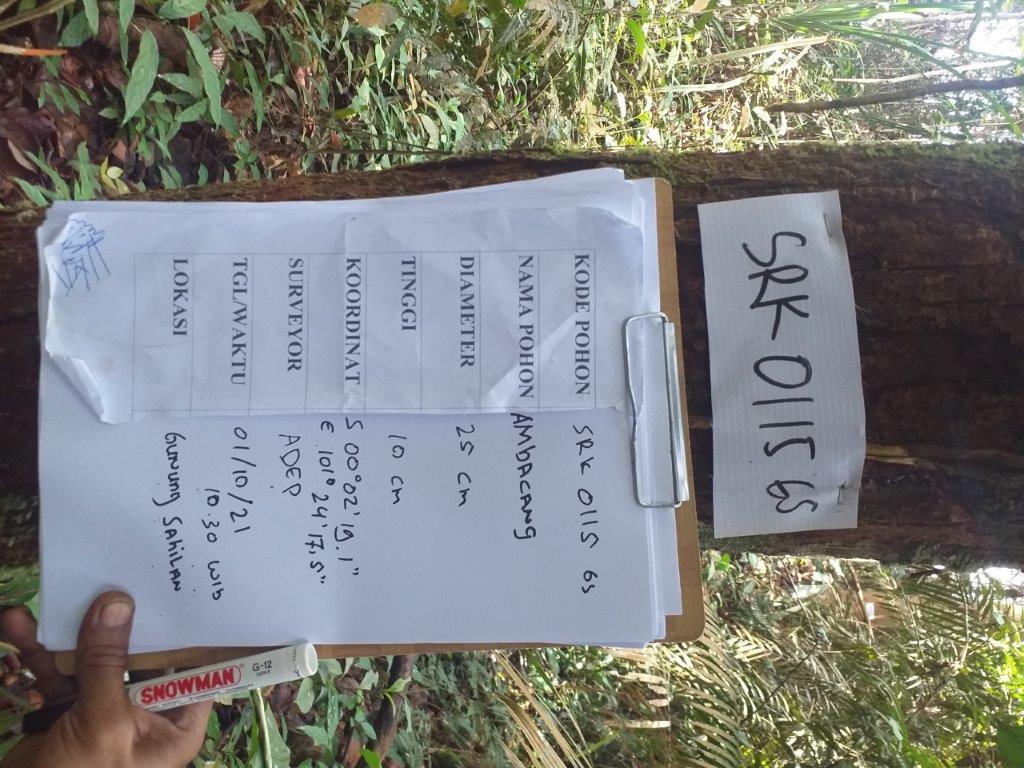 SRK 0115 GS
KODE POHON SRK 0115 GS
NAMA POHON AMBACANG
DIAMETER 25 cm
TINGGI 10 cm
KOORDINAT S 00°02'19.1"
E 101°24'17,5"
SURVEYOR ADEP
TGL/WAKTU 01/10/21
10.30 WIB
LOKASI GUNUNG SAHILAN
SNOWMAN
G-12